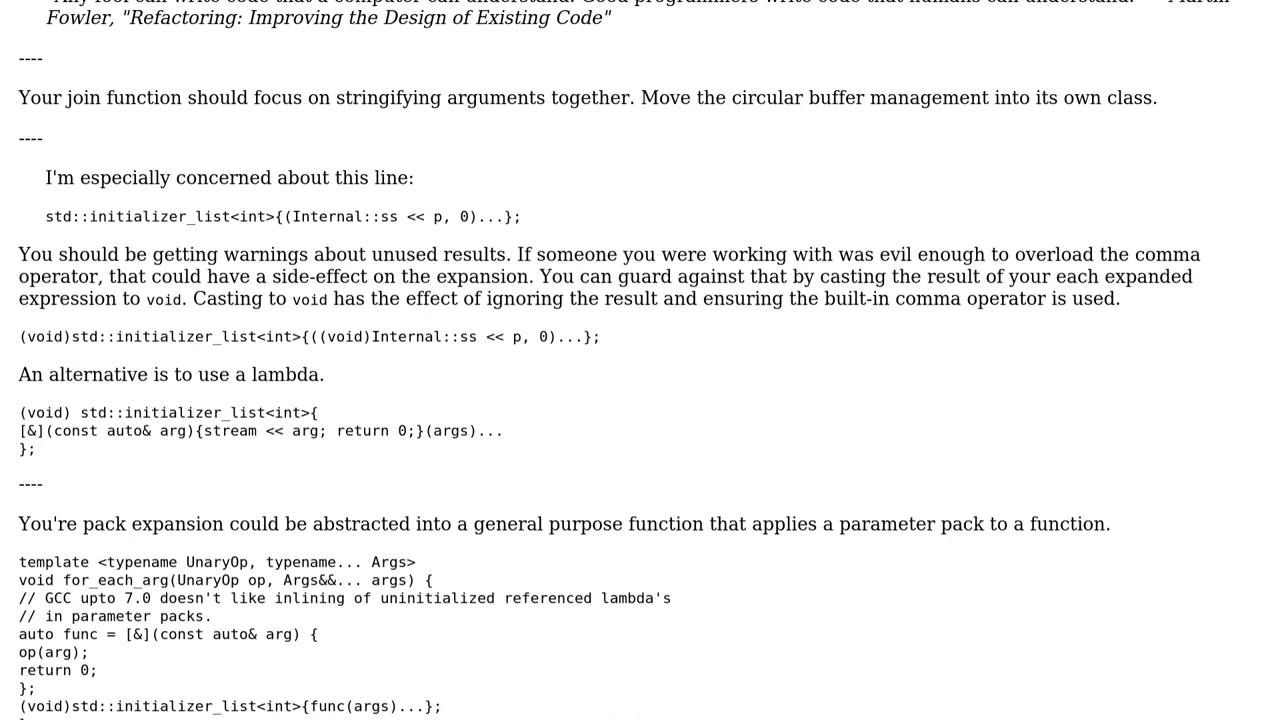 Fowler, "Refactoring: Improving the Design of Existing Code"
----
Your join function should focus on stringifying arguments together. Move the circular buffer management into its own class.
----
I'm especially concerned about this line:
std::initializer_list<int>{(Internal::ss << p, 0)...};
You should be getting warnings about unused results. If someone you were working with was evil enough to overload the comma
operator, that could have a side-effect on the expansion. You can guard against that by casting the result of your each expanded
expression to void. Casting to void has the effect of ignoring the result and ensuring the built-in comma operator is used.
(void)std::initializer_list<int>{((void)Internal::ss << p, 0)...};
An alternative is to use a lambda.
(void) std::initializer_list<int>{
[&](const auto& arg){stream << arg; return 0;}(args)...
};
----
You're pack expansion could be abstracted into a general purpose function that applies a parameter pack to a function.
template <typename UnaryOp, typename... Args>
void for_each_arg(UnaryOp op, Args&&... args) {
// GCC upto 7.0 doesn't like inlining of uninitialized referenced lambda's
// in parameter packs.
auto func = [&](const auto& arg) {
op(arg);
return 0;
};
(void)std::initializer_list<int>{func(args)...};